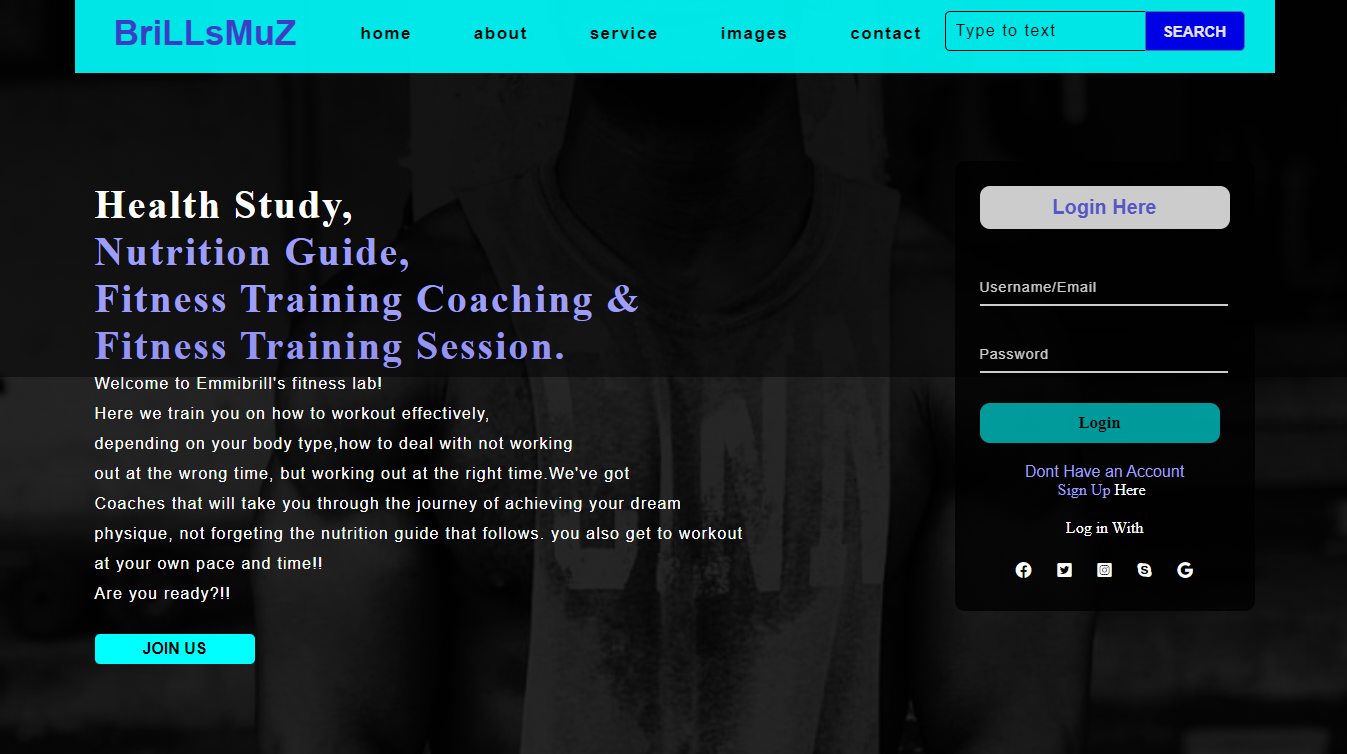 BriLLsMuZ
home about service images contact
Type to text
SEARCH
Health Study,
Nutrition Guide,
Fitness Training Coaching &
Fitness Training Session.
Welcome to Emmibrill's fitness lab!
Here we train you on how to workout effectively,
depending on your body type,how to deal with not working
out at the wrong time, but working out at the right time.We've got
Coaches that will take you through the journey of achieving your dream
physique, not forgeting the nutrition guide that follows. you also get to workout
at your own pace and time!!
Are you ready?!!
JOIN US
Login Here
Username/Email
Password
Login
Dont Have an Account
Sign Up Here
Log in With